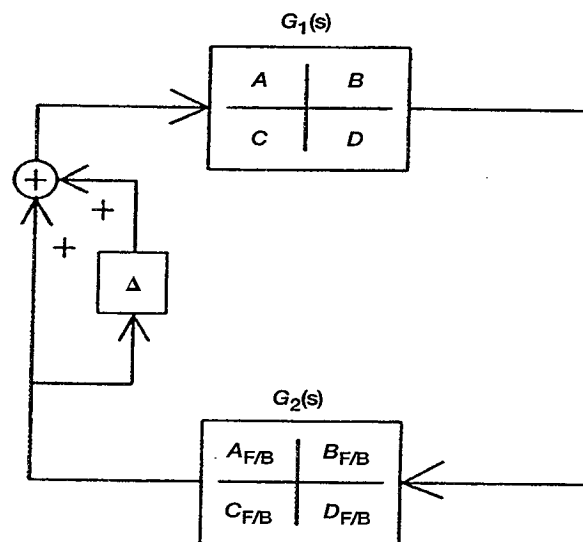 G₁(s)
A B
C D
+
+
+
Δ
G₂(s)
A_F/B B_F/B
C_F/B D_F/B